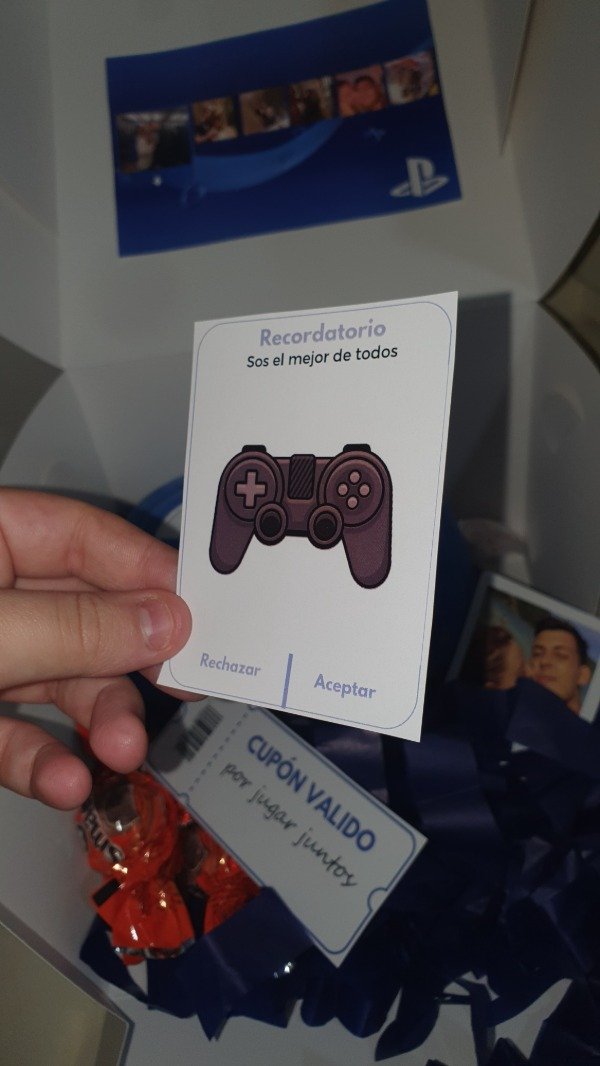 Recordatorio
Sos el mejor de todos
Rechazar
Aceptar
CUPÓN VALIDO
por jugar juntos